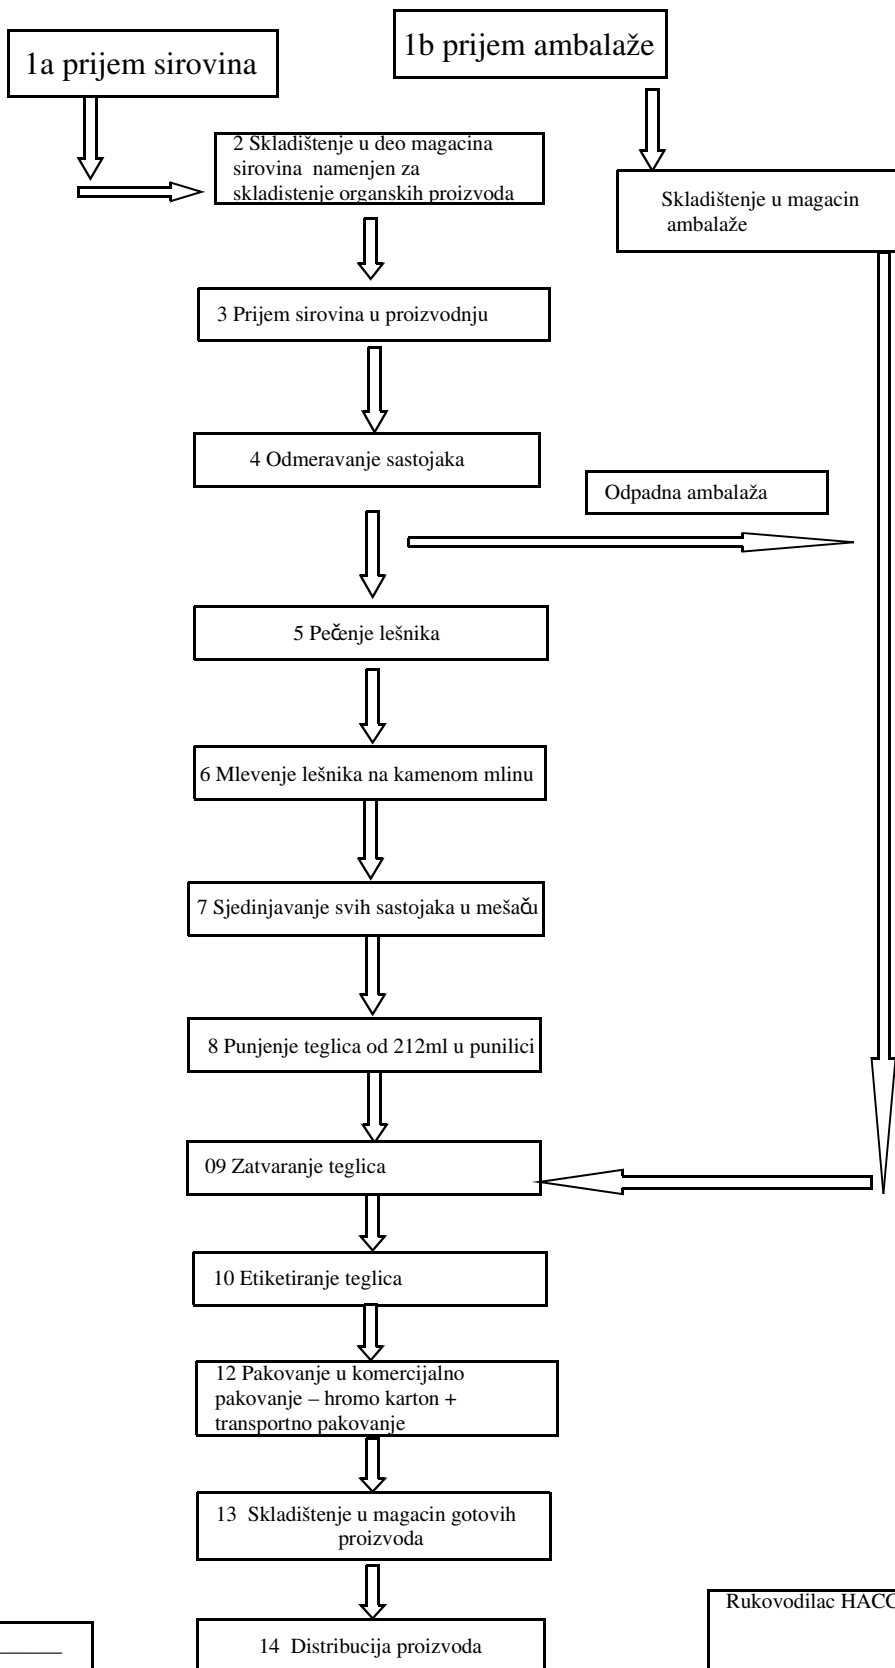 1a prijem sirovina
1b prijem ambalaže
2 Skladištenje u deo magacina
sirovina namenjen za
skladistenje organskih proizvoda
Skladištenje u magacin
ambalaže
3 Prijem sirovina u proizvodnju
4 Odmeravanje sastojaka
Odpadna ambalaža
5 Pečenje lešnika
6 Mlevenje lešnika na kamenom mlinu
7 Sjedinjavanje svih sastojaka u mešaču
8 Punjenje teglica od 212ml u punilici
09 Zatvaranje teglica
10 Etiketiranje teglica
12 Pakovanje u komercijalno
pakovanje – hromo karton +
transportno pakovanje
13 Skladištenje u magacin gotovih
proizvoda
Rukovodilac
14 Distribucija proizvoda